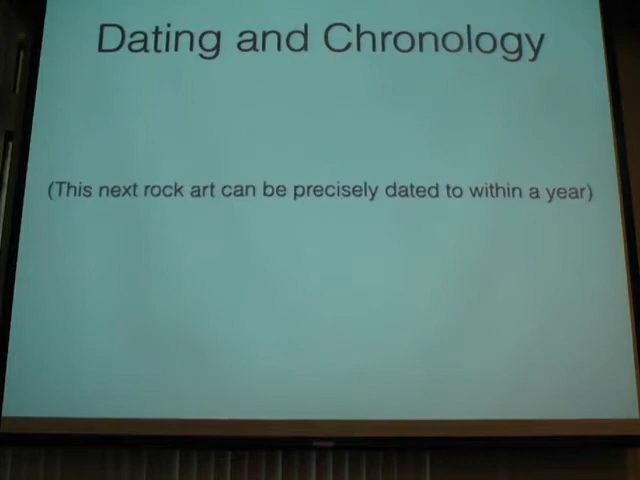 Dating and Chronology
(This next rock art can be precisely dated to within a year)